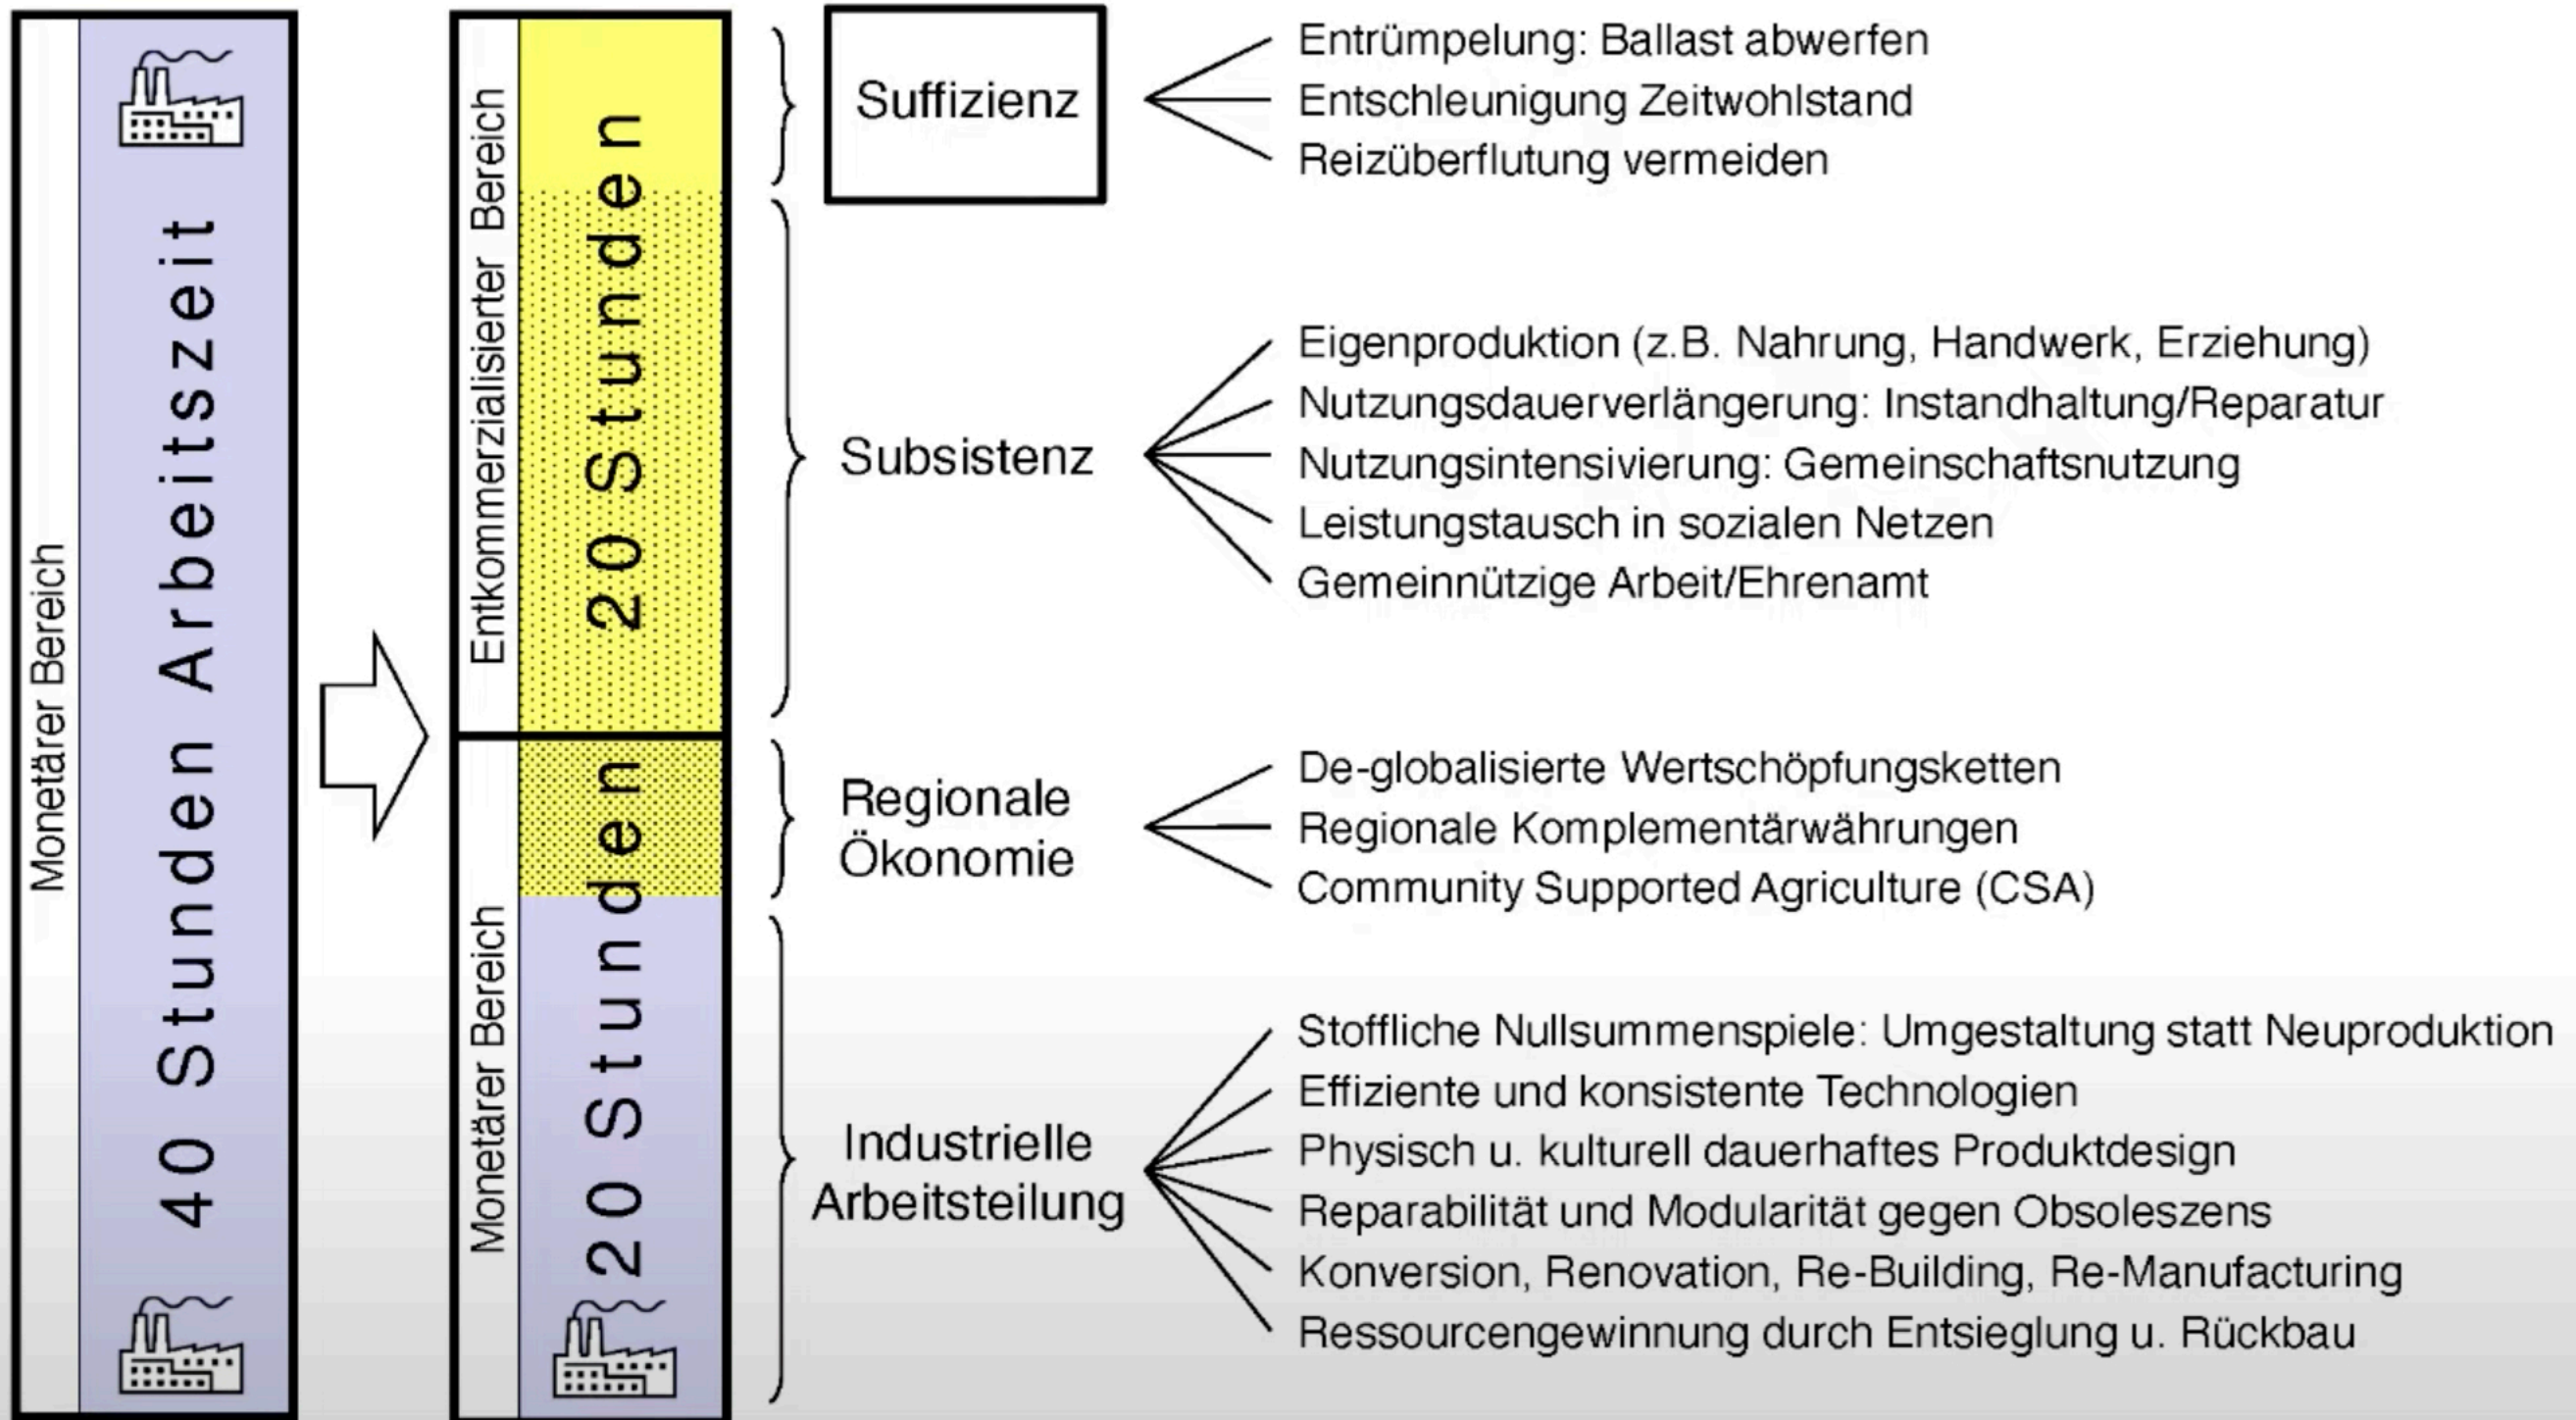 Monetärer Bereich
40 Stunden Arbeitszeit
Entkommerzialisierter Bereich
20 Stunden
Monetärer Bereich
20 Stunden
Suffizienz
Entrümpelung: Ballast abwerfen
Entschleunigung Zeitwohlstand
Reizüberflutung vermeiden
Subsistenz
Eigenproduktion (z.B. Nahrung, Handwerk, Erziehung)
Nutzungsdauerverlängerung: Instandhaltung/Reparatur
Nutzungsintensivierung: Gemeinschaftsnutzung
Leistungstausch in sozialen Netzen
Gemeinnützige Arbeit/Ehrenamt
Regionale
Ökonomie
De-globalisierte Wertschöpfungsketten
Regionale Komplementärwährungen
Community Supported Agriculture (CSA)
Industrielle
Arbeitsteilung
Stoffliche Nullsummenspiele: Umgestaltung statt Neuproduktion
Effiziente und konsistente Technologien
Physisch u. kulturell dauerhaftes Produktdesign
Reparabilität und Modularität gegen Obsoleszens
Konversion, Renovation, Re-Building, Re-Manufacturing
Ressourcengewinnung durch Entsieglung u. Rückbau